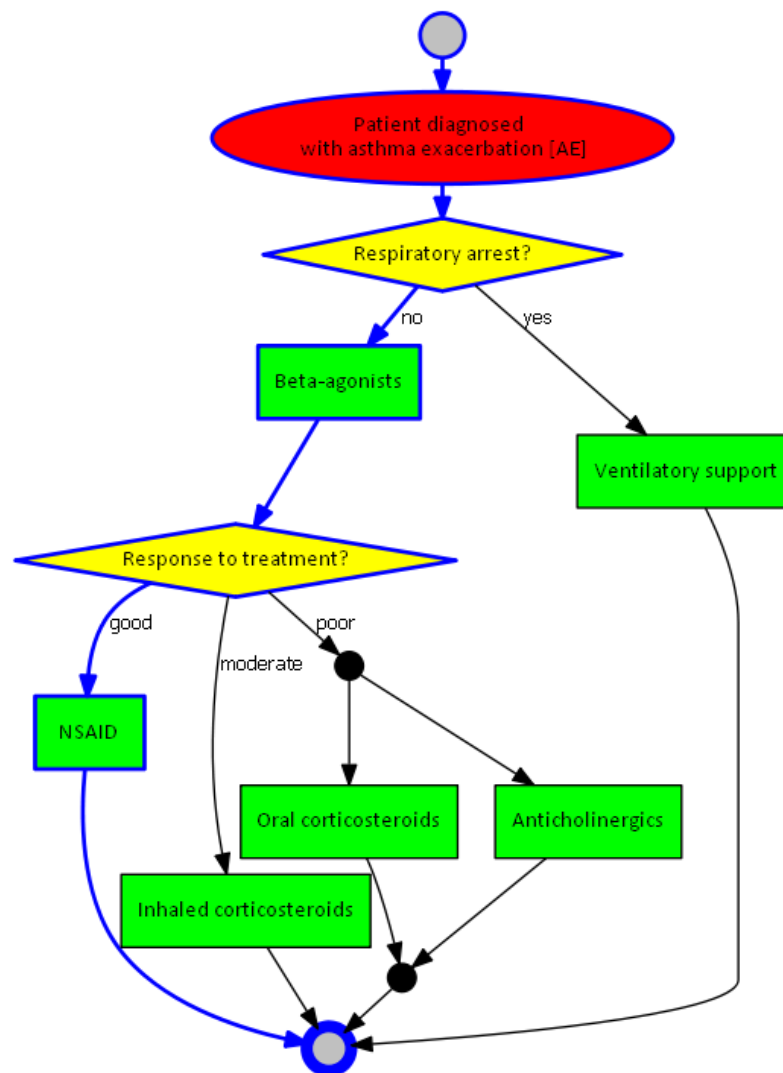 Patient diagnosed
with asthma exacerbation [AE]
Respiratory arrest?
no
yes
Beta-agonists
Ventilatory support
Response to treatment?
good
moderate
poor
NSAID
Oral corticosteroids
Anticholinergics
Inhaled corticosteroids